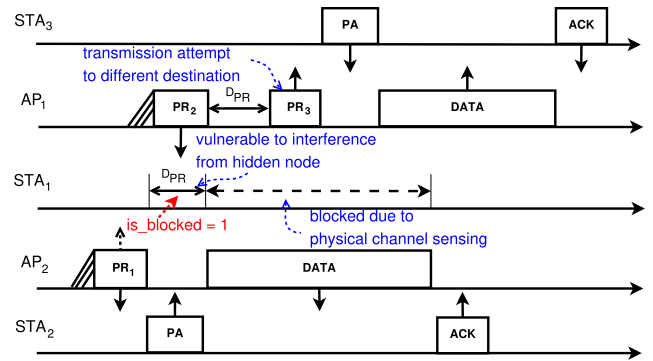 STA3
PA
ACK
transmission attempt
to different destination
AP1
PR2
DPR
PR3
DATA
vulnerable to interference
from hidden node
STA1
DPR
is_blocked = 1
blocked due to
physical channel sensing
AP2
PR1
DATA
STA2
PA
ACK